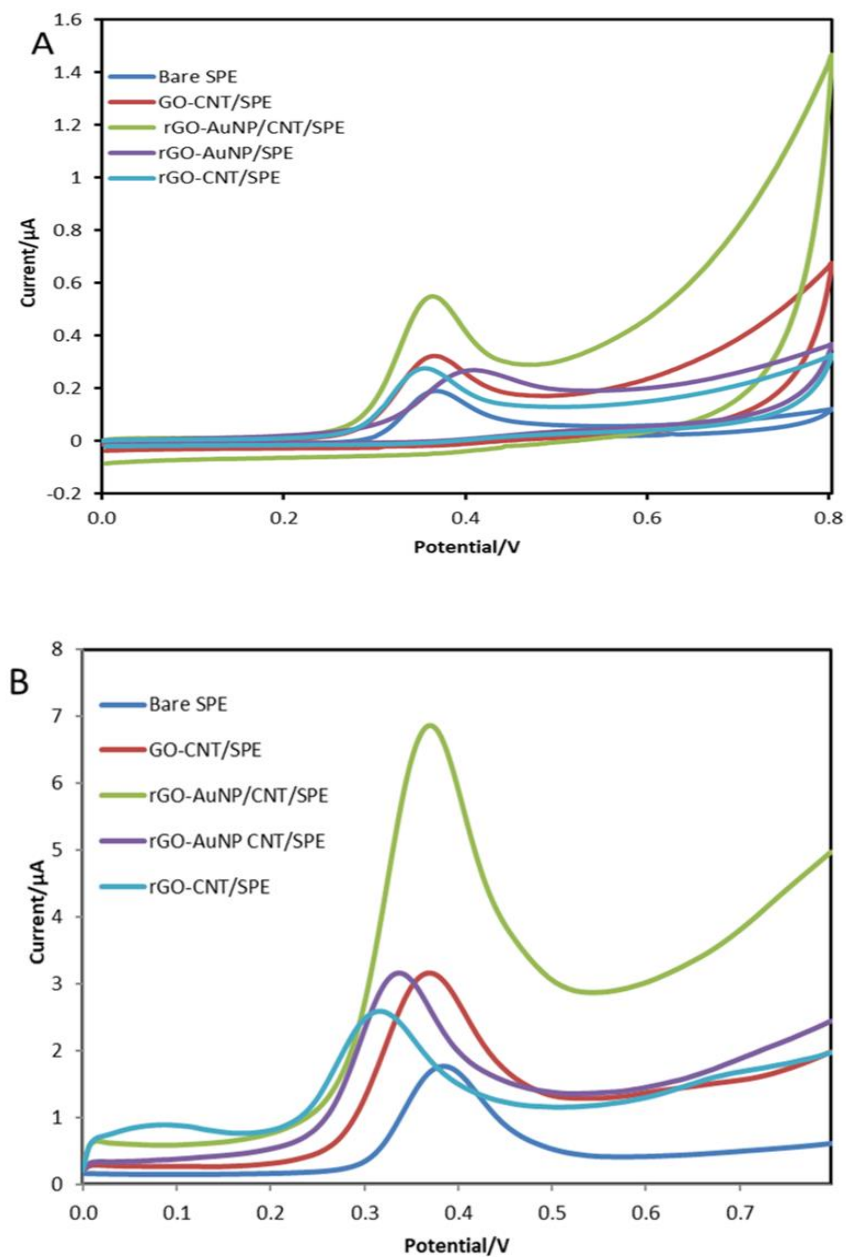 A
1.6
1.4
1.2
1
0.8
0.6
0.4
0.2
0
-0.2
Current/μA
Bare SPE
GO-CNT/SPE
rGO-AuNP/CNT/SPE
rGO-AuNP/SPE
rGO-CNT/SPE
0.0 0.2 0.4 0.6 0.8
Potential/V
B
8
7
6
5
4
3
2
1
0
Current/μA
Bare SPE
GO-CNT/SPE
rGO-AuNP/CNT/SPE
rGO-AuNP CNT/SPE
rGO-CNT/SPE
0.0 0.1 0.2 0.3 0.4 0.5 0.6 0.7
Potential/V